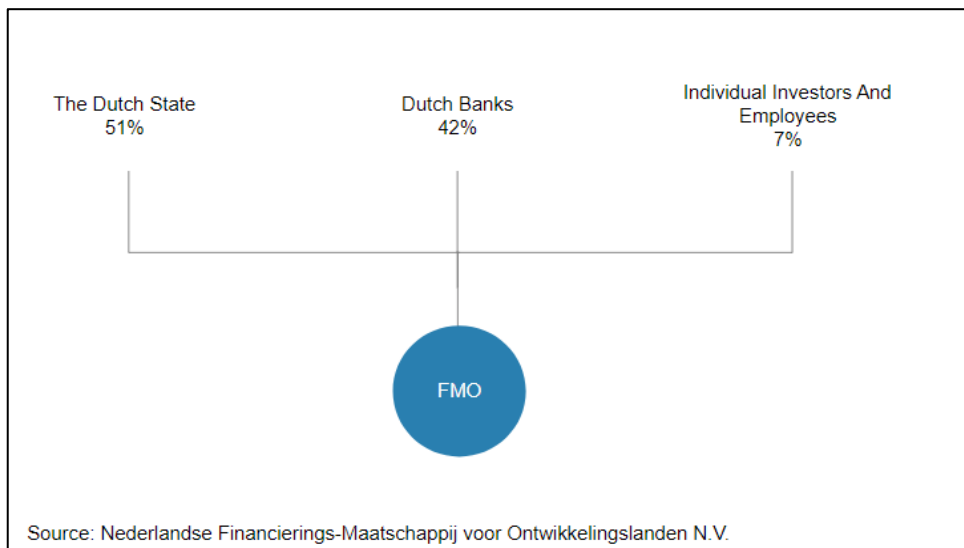 The Dutch State
51%
Dutch Banks
42%
Individual Investors And
Employees
7%
FMO
Source: Nederlandse Financierings-Maatschappij voor Ontwikkelingslanden N.V.